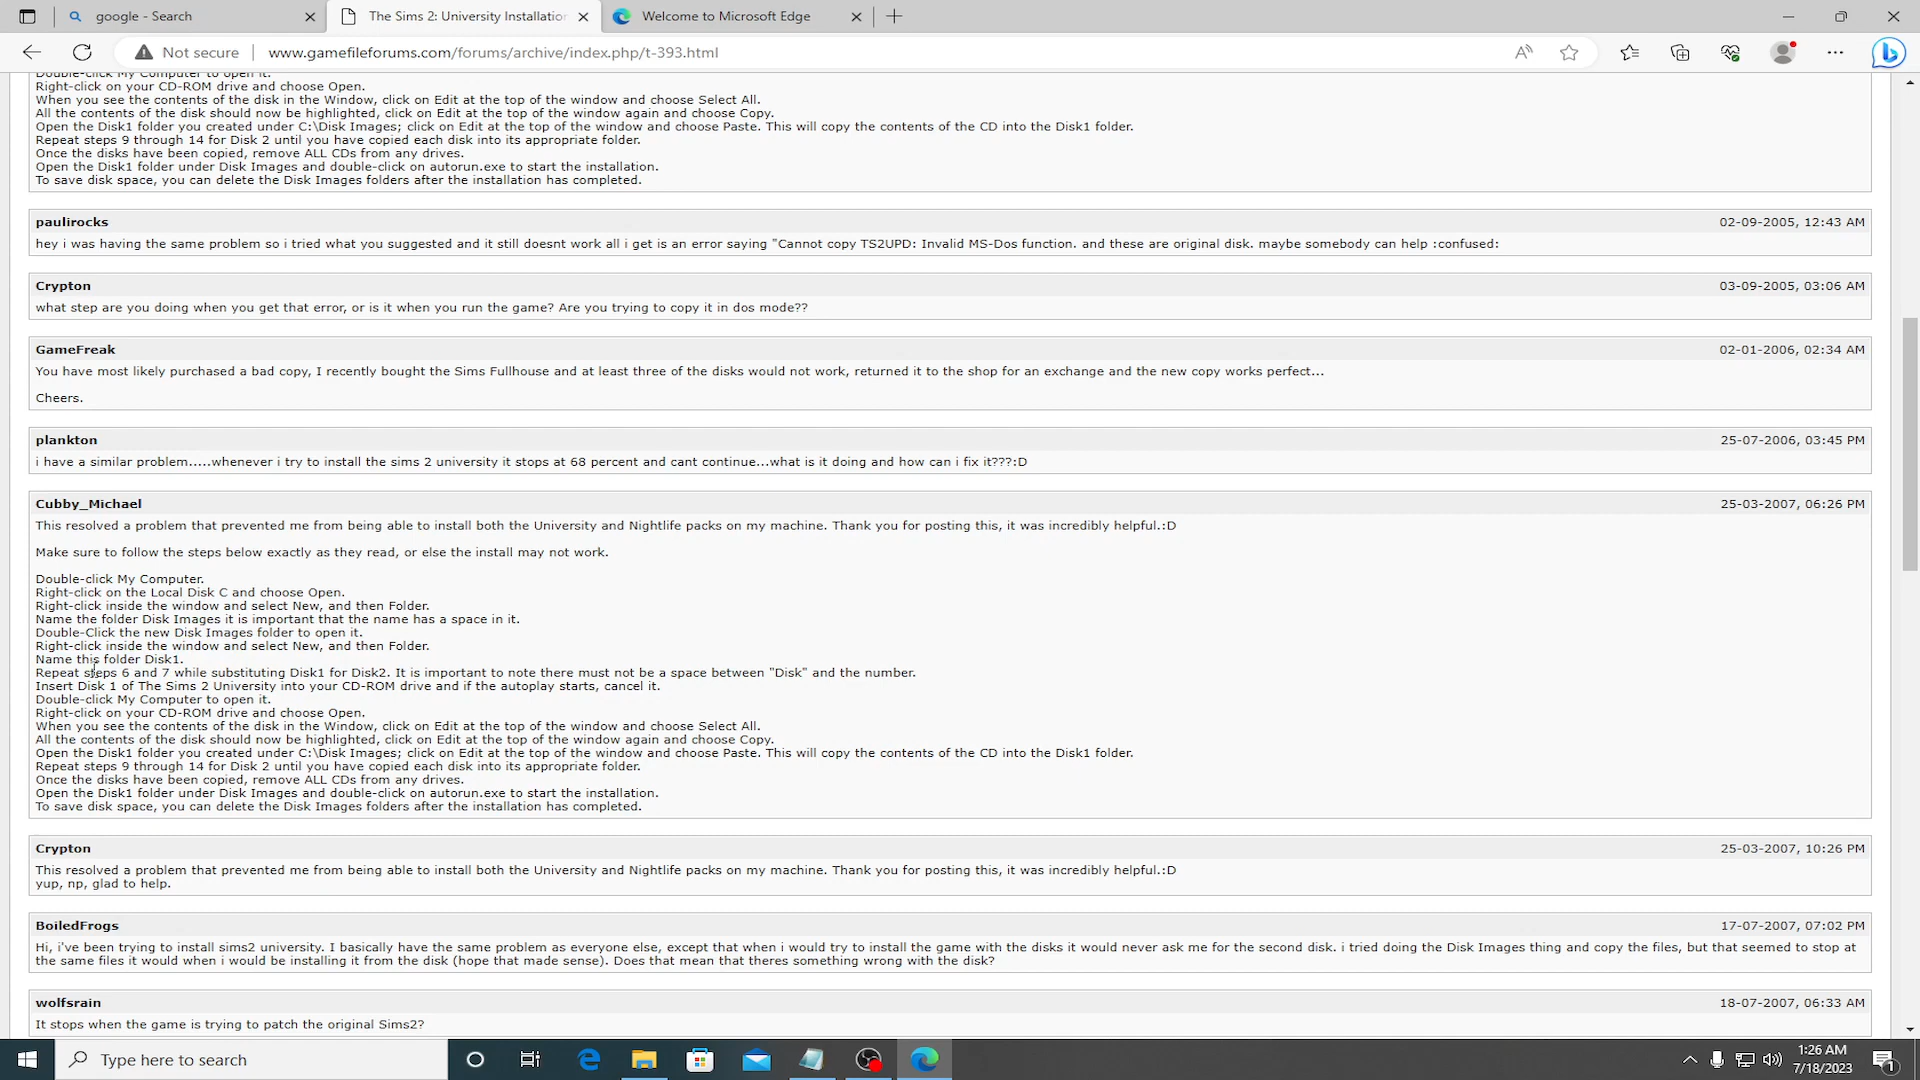 google - Search
The Sims 2: University Installation
Welcome to Microsoft Edge
Not secure
www.gamefileforums.com/forums/archive/index.php/t-393.html
Double-click My Computer to open it.
Right-click on your CD-ROM drive and choose Open.
When you see the contents of the disk in the Window, click on Edit at the top of the window and choose Select All.
All the contents of the disk should now be highlighted, click on Edit at the top of the window again and choose Copy.
Open the Disk1 folder you created under C:\Disk Images; click on Edit at the top of the window and choose Paste. This will copy the contents of the CD into the Disk1 folder.
Repeat steps 9 through 14 for Disk 2 until you have copied each disk into its appropriate folder.
Once the disks have been copied, remove ALL CDs from any drives.
Open the Disk1 folder under Disk Images and double-click on autorun.exe to start the installation.
To save disk space, you can delete the Disk Images folders after the installation has completed.
paulirocks 02-09-2005, 12:43 AM
hey i was having the same problem so i tried what you suggested and it still doesnt work all i get is an error saying "Cannot copy TS2UPD: Invalid MS-Dos function. and these are original disk. maybe somebody can help :confused:
Crypton 03-09-2005, 03:06 AM
what step are you doing when you get that error, or is it when you run the game? Are you trying to copy it in dos mode??
GameFreak 02-01-2006, 02:34 AM
You have most likely purchased a bad copy, I recently bought the Sims Fullhouse and at least three of the disks would not work, returned it to the shop for an exchange and the new copy works perfect...
Cheers.
plankton 25-07-2006, 03:45 PM
i have a similar problem.....whenever i try to install the sims 2 university it stops at 68 percent and cant continue...what is it doing and how can i fix it???:D
Cubby_Michael 25-03-2007, 06:26 PM
This resolved a problem that prevented me from being able to install both the University and Nightlife packs on my machine. Thank you for posting this, it was incredibly helpful.:D
Make sure to follow the steps below exactly as they read, or else the install may not work.
Double-click My Computer.
Right-click on the Local Disk C and choose Open.
Right-click inside the window and select New, and then Folder.
Name the folder Disk Images it is important that the name has a space in it.
Double-Click the new Disk Images folder to open it.
Right-click inside the window and select New, and then Folder.
Name this folder Disk1.
Repeat steps 6 and 7 while substituting Disk1 for Disk2. It is important to note there must not be a space between "Disk" and the number.
Insert Disk 1 of The Sims 2 University into your CD-ROM drive and if the autoplay starts, cancel it.
Double-click My Computer to open it.
Right-click on your CD-ROM drive and choose Open.
When you see the contents of the disk in the Window, click on Edit at the top of the window and choose Select All.
All the contents of the disk should now be highlighted, click on Edit at the top of the window again and choose Copy.
Open the Disk1 folder you created under C:\Disk Images; click on Edit at the top of the window and choose Paste. This will copy the contents of the CD into the Disk1 folder.
Repeat steps 9 through 14 for Disk 2 until you have copied each disk into its appropriate folder.
Once the disks have been copied, remove ALL CDs from any drives.
Open the Disk1 folder under Disk Images and double-click on autorun.exe to start the installation.
To save disk space, you can delete the Disk Images folders after the installation has completed.
Crypton 25-03-2007, 10:26 PM
This resolved a problem that prevented me from being able to install both the University and Nightlife packs on my machine. Thank you for posting this, it was incredibly helpful.:D
yup, np, glad to help.
BoiledFrogs 17-07-2007, 07:02 PM
Hi, i've been trying to install sims2 university. I basically have the same problem as everyone else, except that when i would try to install the game with the disks it would never ask me for the second disk. i tried doing the Disk Images thing and copy the files, but that seemed to stop at
the same files it would when i would be installing it from the disk (hope that made sense). Does that mean that theres something wrong with the disk?
wolfsrain 18-07-2007, 06:33 AM
It stops when the game is trying to patch the original Sims2?
Type here to search
1:26 AM
7/18/2023
1